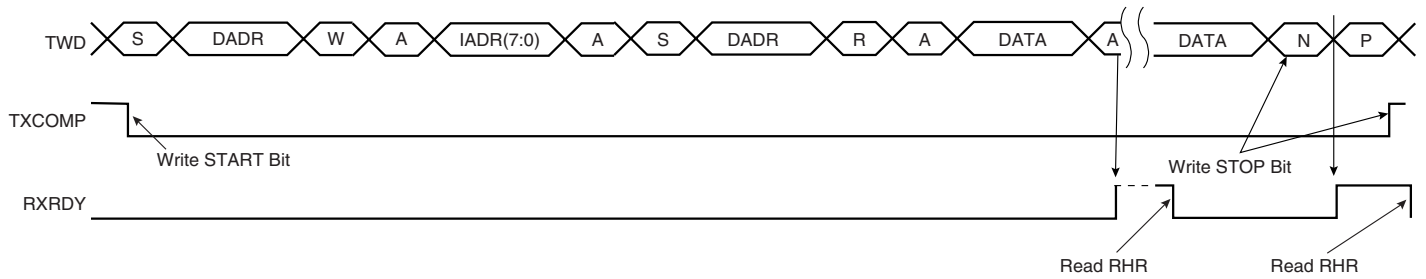 TWD S DADR W A IADR(7:0) A S DADR R A DATA A DATA N P
TXCOMP
Write START Bit
Write STOP Bit
RXRDY
Read RHR
Read RHR